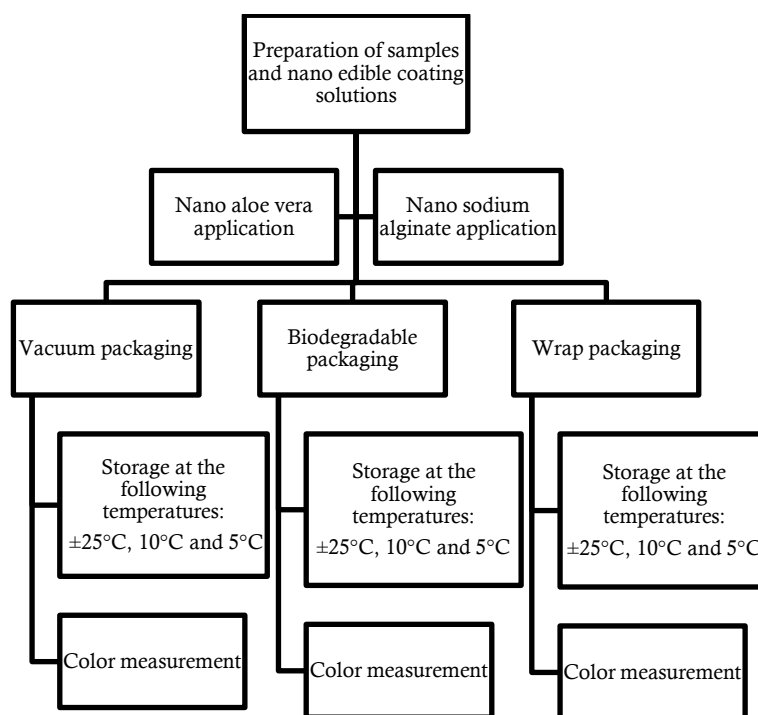 Preparation of samples
and nano edible coating
solutions
Nano aloe vera
application
Nano sodium
alginate application
Vacuum packaging
Biodegradable
packaging
Wrap packaging
Storage at the
following
temperatures:
±25°C, 10°C and 5°C
Storage at the
following
temperatures:
±25°C, 10°C and 5°C
Storage at the
following
temperatures:
±25°C, 10°C and 5°C
Color measurement
Color measurement
Color measurement